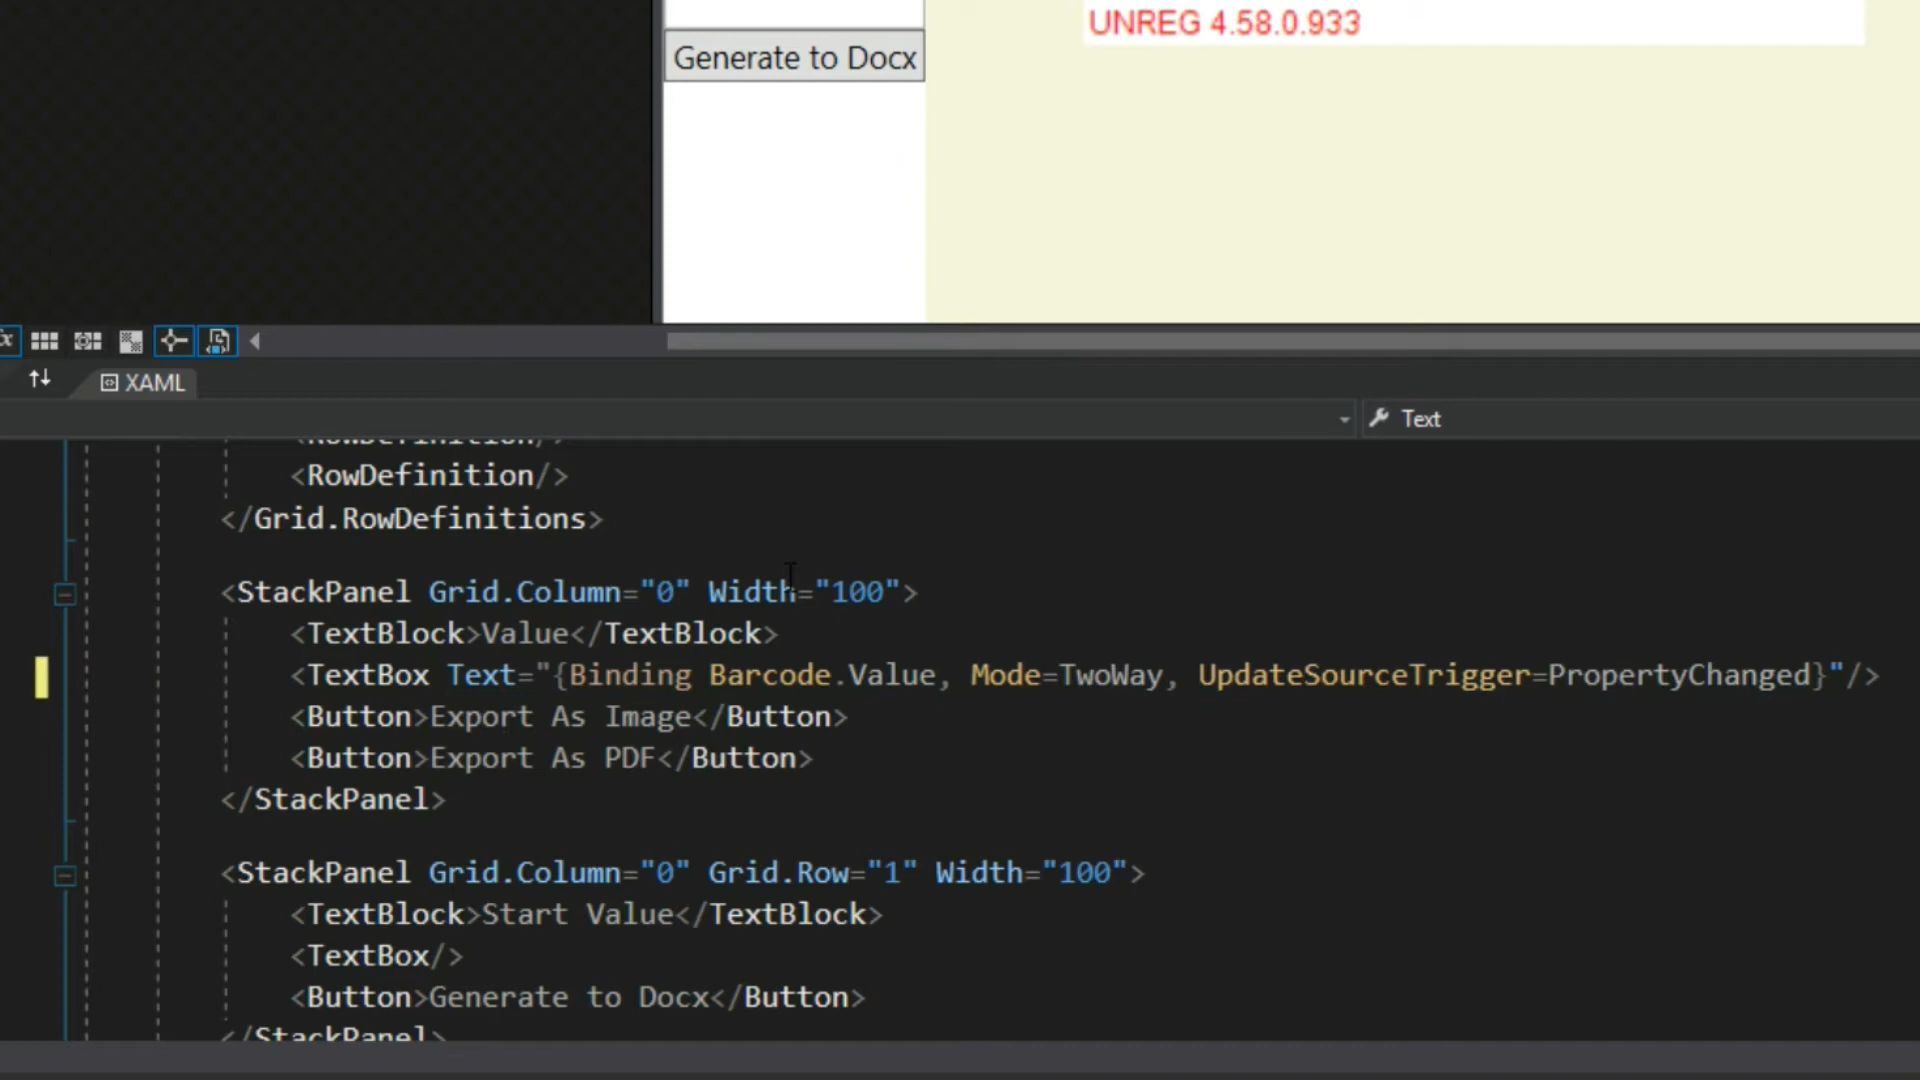 UNREG 4.58.0.933
Generate to Docx
XAML
Text
<RowDefinition/>
<RowDefinition/>
</Grid.RowDefinitions>
<StackPanel Grid.Column="0" Width="100">
<TextBlock>Value</TextBlock>
<TextBox Text="{Binding Barcode.Value, Mode=TwoWay, UpdateSourceTrigger=PropertyChanged}"/>
<Button>Export As Image</Button>
<Button>Export As PDF</Button>
</StackPanel>
<StackPanel Grid.Column="0" Grid.Row="1" Width="100">
<TextBlock>Start Value</TextBlock>
<TextBox/>
<Button>Generate to Docx</Button>
</StackPanel>